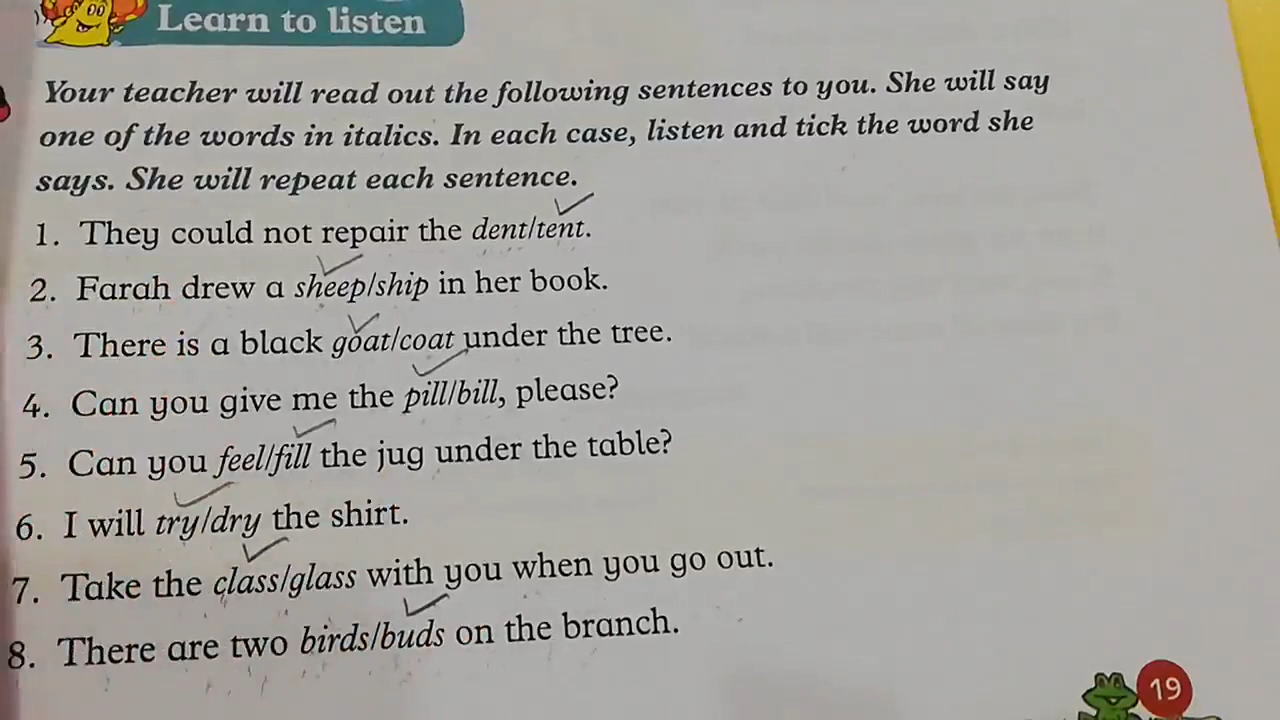 Learn to listen
Your teacher will read out the following sentences to you. She will say
one of the words in italics. In each case, listen and tick the word she
says. She will repeat each sentence.
1. They could not repair the dent/tent.
2. Farah drew a sheep/ship in her book.
3. There is a black goat/coat under the tree.
4. Can you give me the pill/bill, please?
5. Can you feel/fill the jug under the table?
6. I will try/dry the shirt.
7. Take the class/glass with you when you go out.
8. There are two birds/buds on the branch.
19